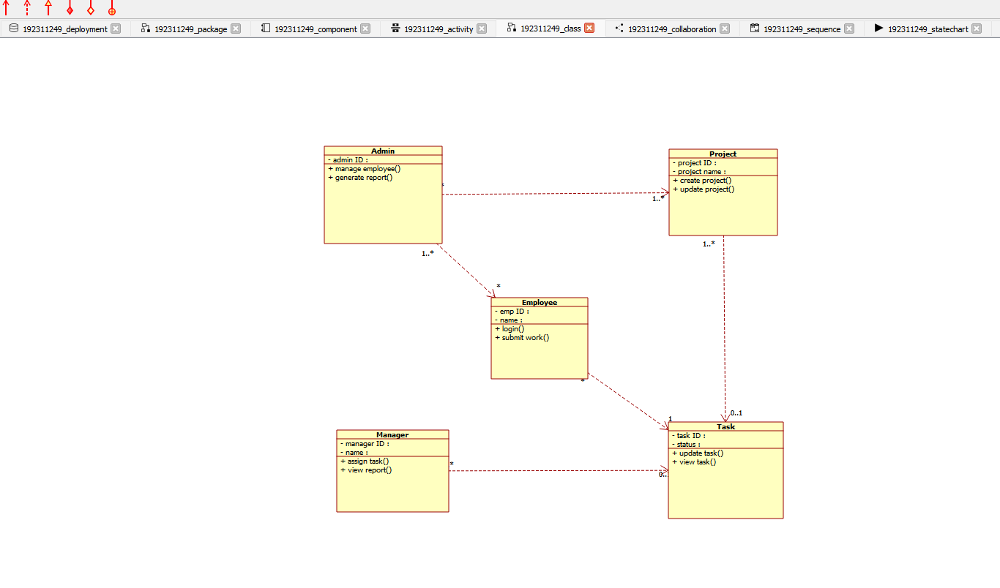 192311249_deployment
192311249_package
192311249_component
192311249_activity
192311249_class
192311249_collaboration
192311249_sequence
192311249_statechart
Admin
- admin ID :
+ manage employee()
+ generate report()
*
Project
- project ID :
- project name :
+ create project()
+ update project()
1..*
1..*
1..*
*
Employee
- emp ID :
- name :
+ login()
+ submit work()
*
1
0..1
Task
- task ID :
- status :
+ update task()
+ view task()
Manager
- manager ID :
- name :
+ assign task()
+ view report()
*